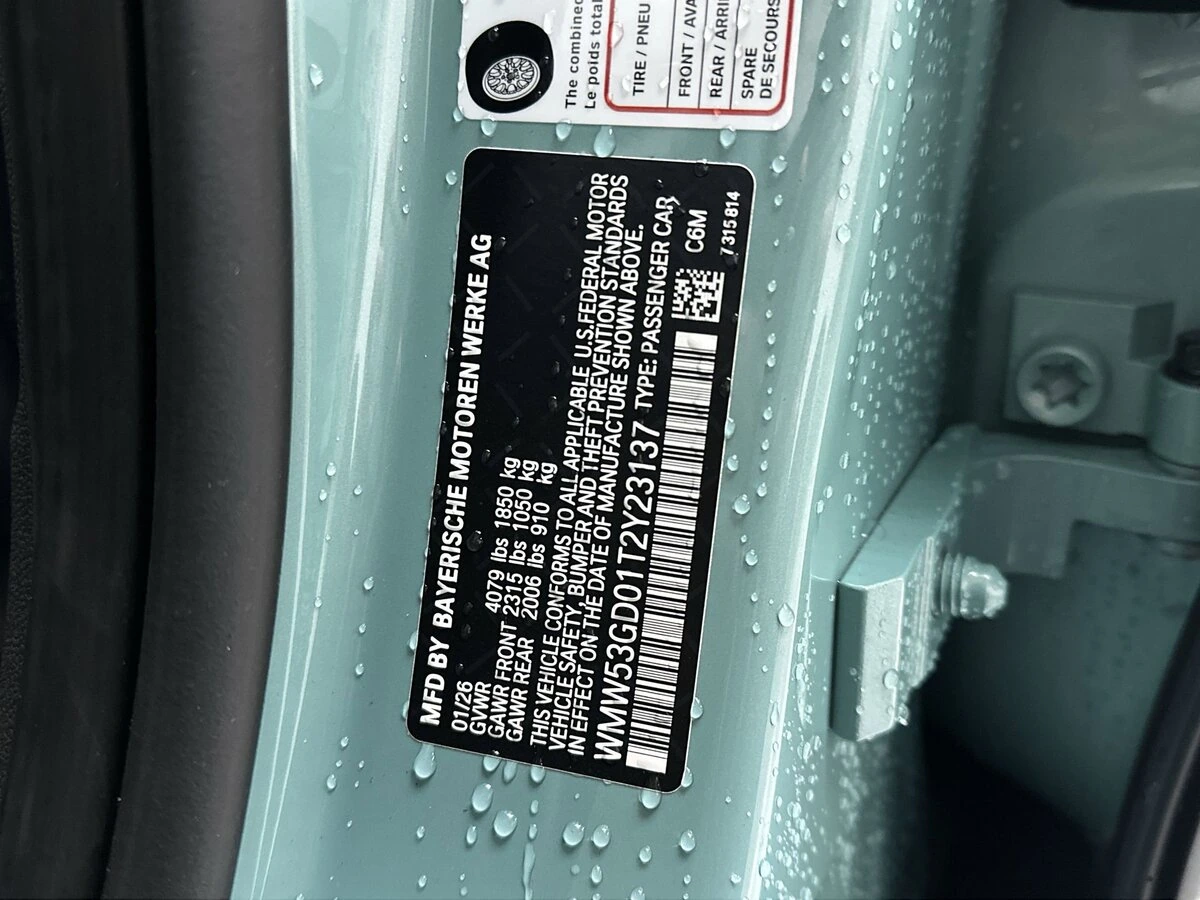 The combined
Le poids total
TIRE / PNEU
FRONT / AVA
REAR / ARRI
SPARE
DE SECOURS
MFD BY BAYERISCHE MOTOREN WERKE AG
01/26
GVWR 4079 lbs 1850 kg
GAWR FRONT 2315 lbs 1050 kg
GAWR REAR 2006 lbs 910 kg
THIS VEHICLE CONFORMS TO ALL APPLICABLE U.S.FEDERAL MOTOR
VEHICLE SAFETY, BUMPER AND THEFT PREVENTION STANDARDS
IN EFFECT ON THE DATE OF MANUFACTURE SHOWN ABOVE.
WMW53GD01T2Y23137 TYPE: PASSENGER CAR
C6M
7 315 814